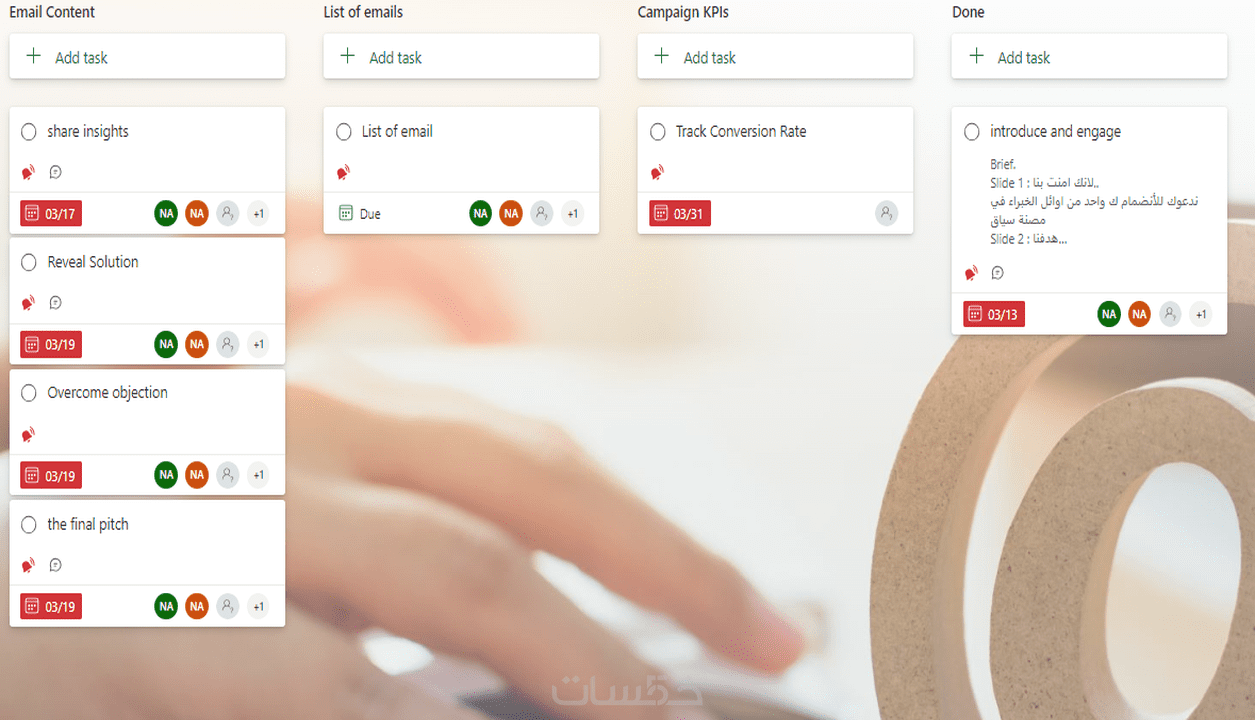 Email Content
Add task
share insights
03/17
NA NA +1
Reveal Solution
03/19
NA NA +1
Overcome objection
03/19
NA NA +1
the final pitch
03/19
NA NA +1
List of emails
Add task
List of email
Due
NA NA +1
Campaign KPIs
Add task
Track Conversion Rate
03/31
Done
Add task
introduce and engage
Brief.
Slide 1 : لانك امنت بنا..
ندعوك للأنضمام ك واحد من اوائل الخبراء في
مصنة سياق
Slide 2 : هدفنا...
03/13
NA NA +1
خمسات